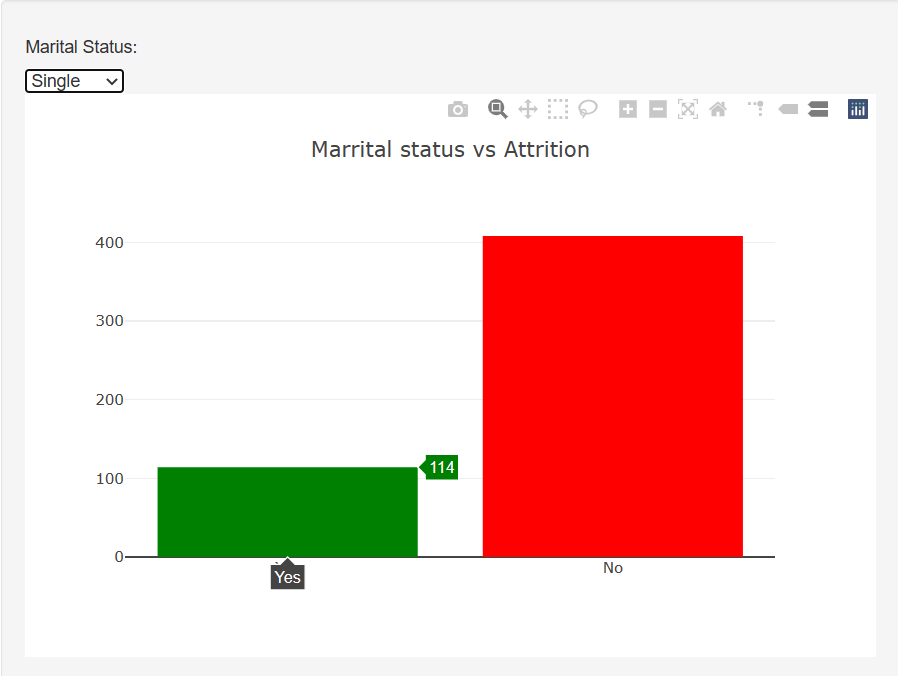 Marital Status:
Single
Marrital status vs Attrition
400
300
200
100
0
114
Yes
No